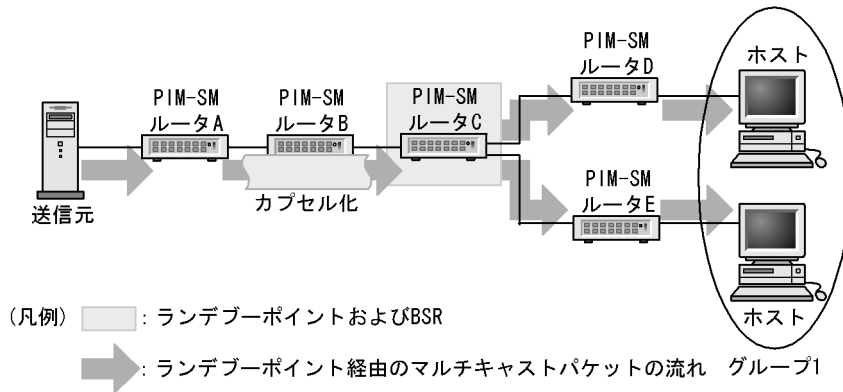 PIM-SM
ルータD
ホスト
PIM-SM
ルータA
PIM-SM
ルータB
PIM-SM
ルータC
送信元
カプセル化
PIM-SM
ルータE
ホスト
(凡例)
：ランデブーポイントおよびBSR
：ランデブーポイント経由のマルチキャストパケットの流れ
グループ1